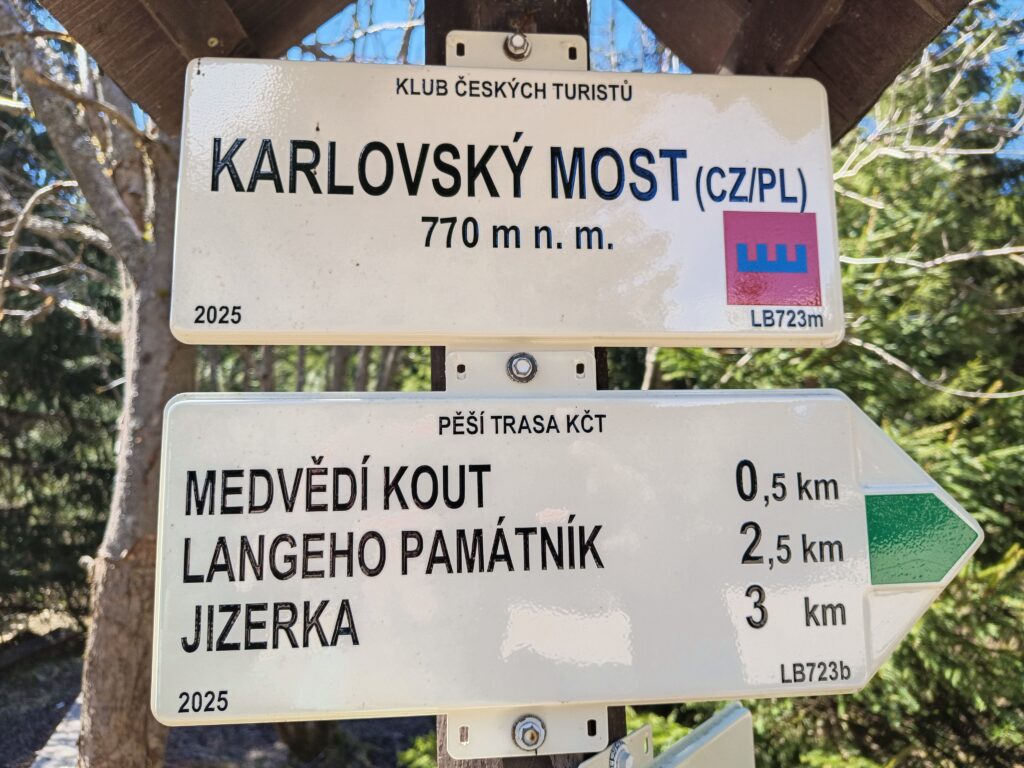 KLUB ČESKÝCH TURISTŮ
KARLOVSKÝ MOST (CZ/PL)
770 m n. m.
2025
LB723m
PĚŠÍ TRASA KČT
MEDVĚDÍ KOUT 0,5 km
LANGEHO PAMÁTNÍK 2,5 km
JIZERKA 3 km
2025
LB723b